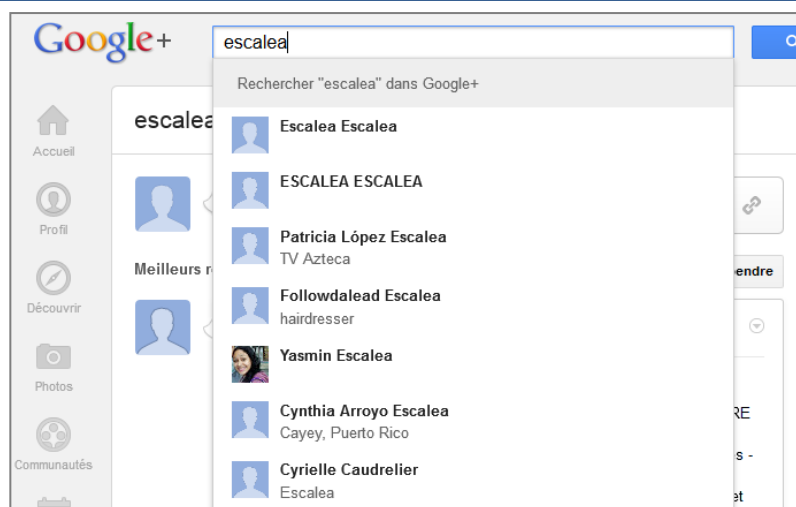 Google+
escalea
Rechercher "escalea" dans Google+
Escalea Escalea
ESCALEA ESCALEA
Patricia López Escalea
TV Azteca
Followdalead Escalea
hairdresser
Yasmin Escalea
Cynthia Arroyo Escalea
Cayey, Puerto Rico
Cyrielle Caudrelier
Escalea
Accueil
Profil
Découvrir
Photos
Communautés
escalea
Meilleurs r
endre
RE
s -
et